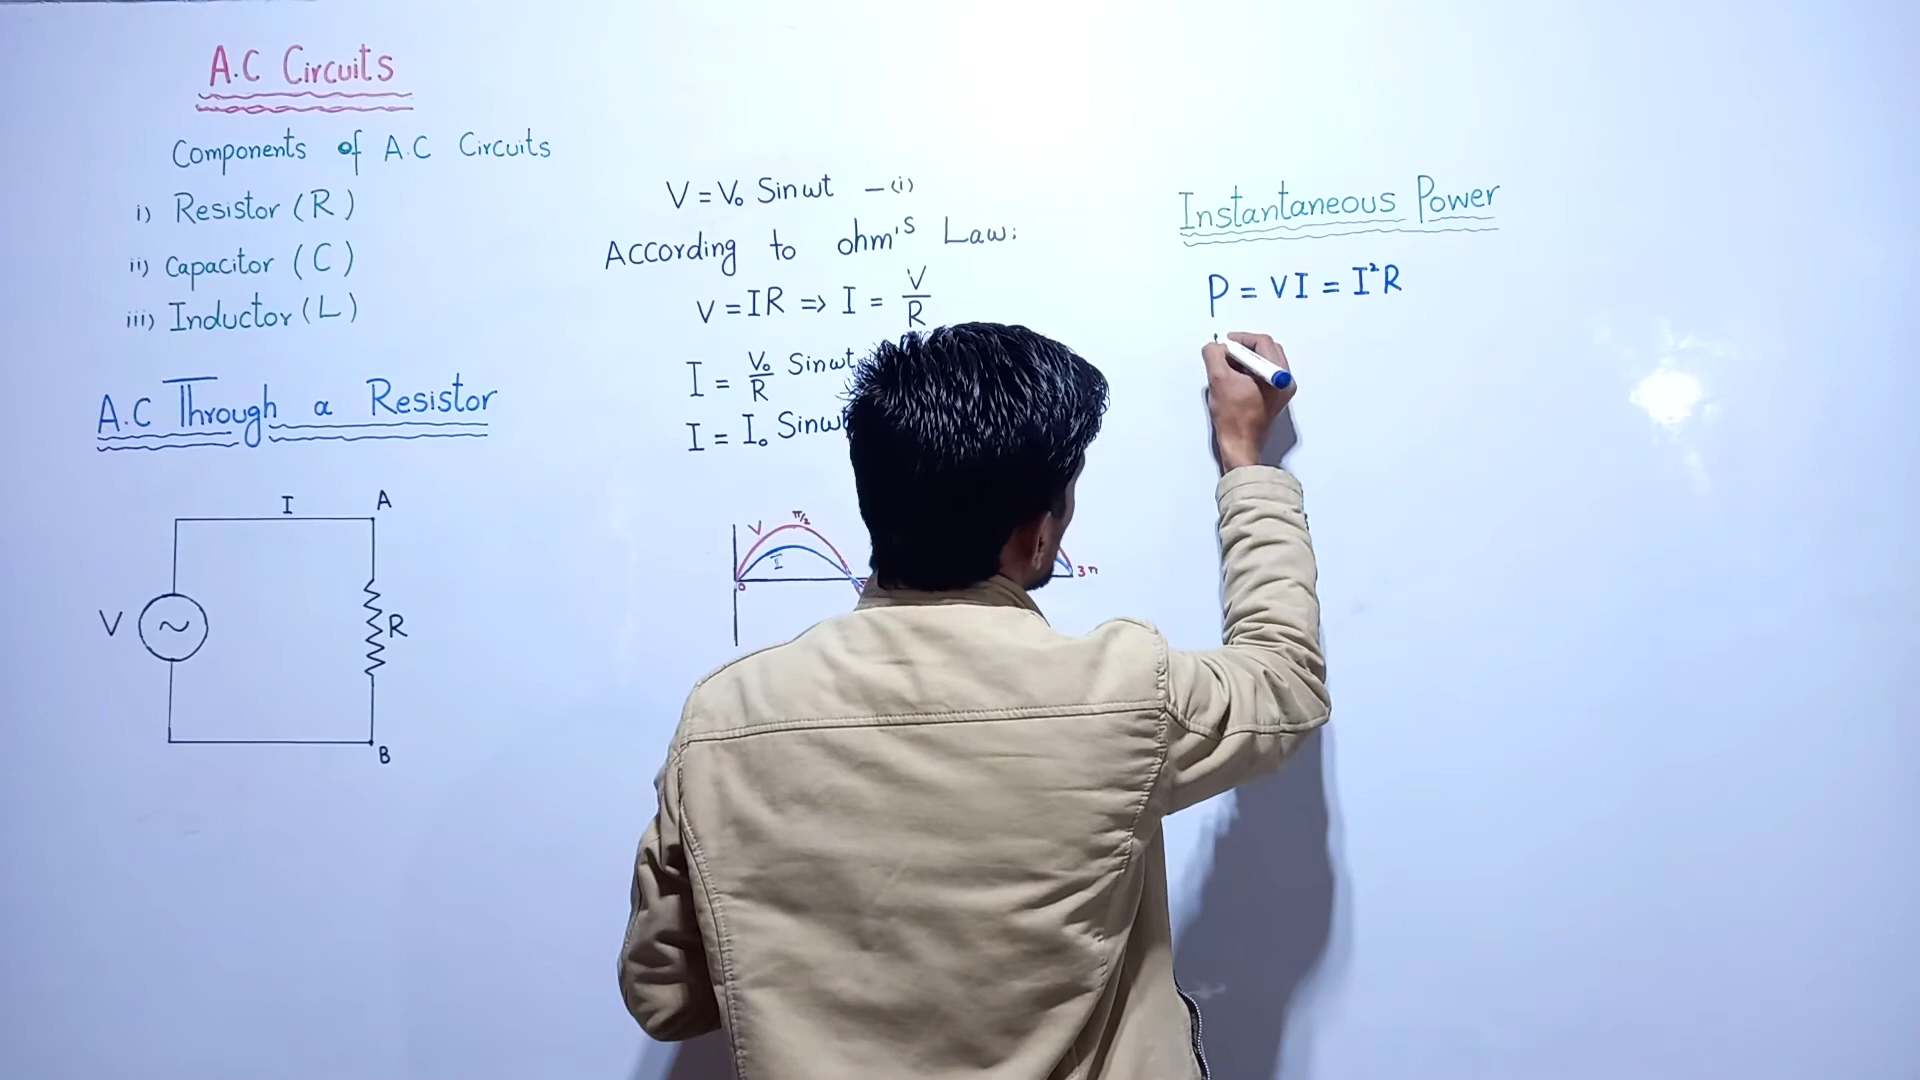 A.C Circuits
Components of A.C Circuits
i) Resistor (R)
ii) Capacitor (C)
iii) Inductor (L)
A.C Through a Resistor
I
A
V
~
R
B
V = V₀ Sinωt —(i)
According to ohm's Law:
V = IR => I = V/R
I = V₀/R Sinωt
I = I₀ Sinωt
V
π/2
I
0
3π
Instantaneous Power
P = VI = I²R